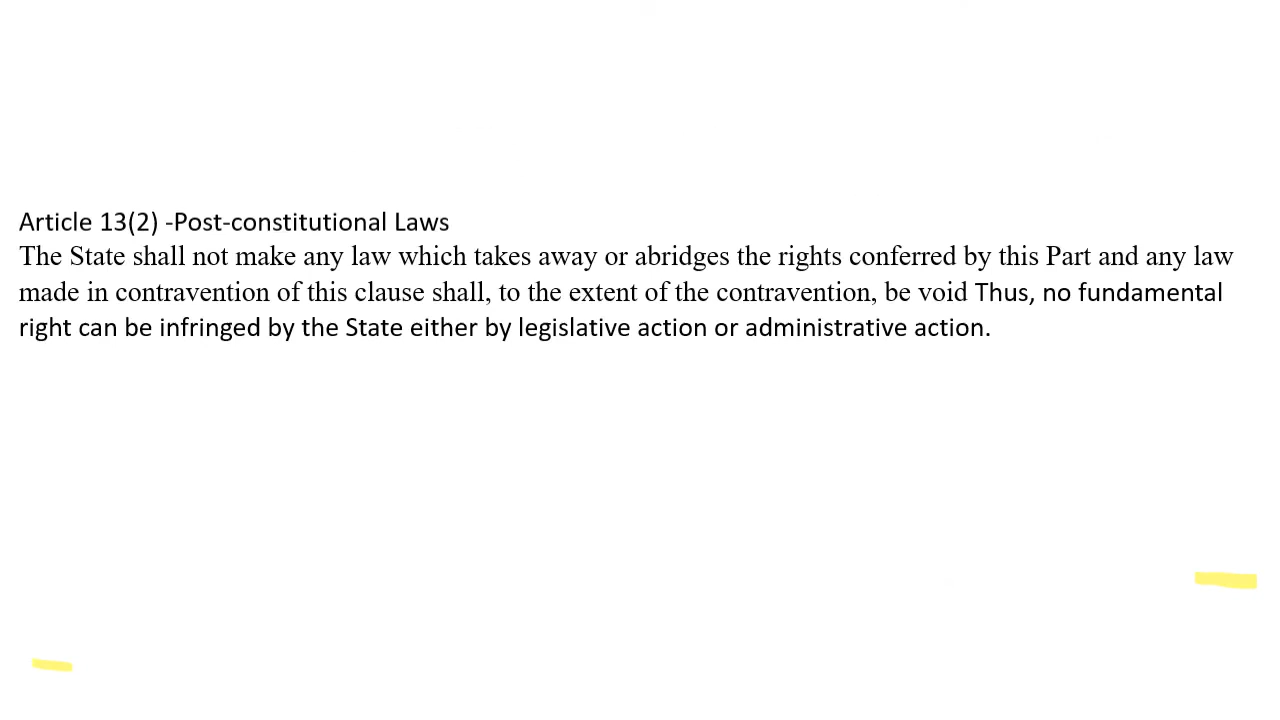 Article 13(2) -Post-constitutional Laws
The State shall not make any law which takes away or abridges the rights conferred by this Part and any law
made in contravention of this clause shall, to the extent of the contravention, be void Thus, no fundamental
right can be infringed by the State either by legislative action or administrative action.